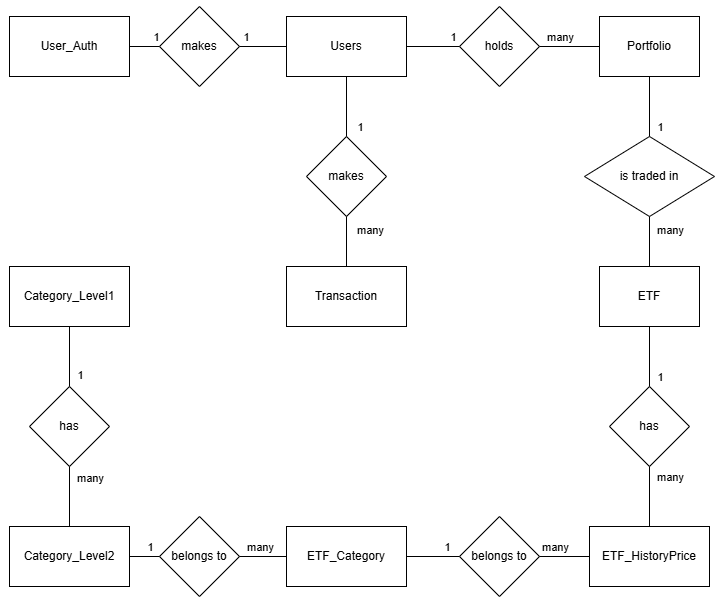 User_Auth
1
makes
1
Users
1
holds
many
Portfolio
1
makes
many
1
is traded in
many
Category_Level1
Transaction
ETF
1
has
many
1
has
many
Category_Level2
1
belongs to
many
ETF_Category
1
belongs to
many
ETF_HistoryPrice